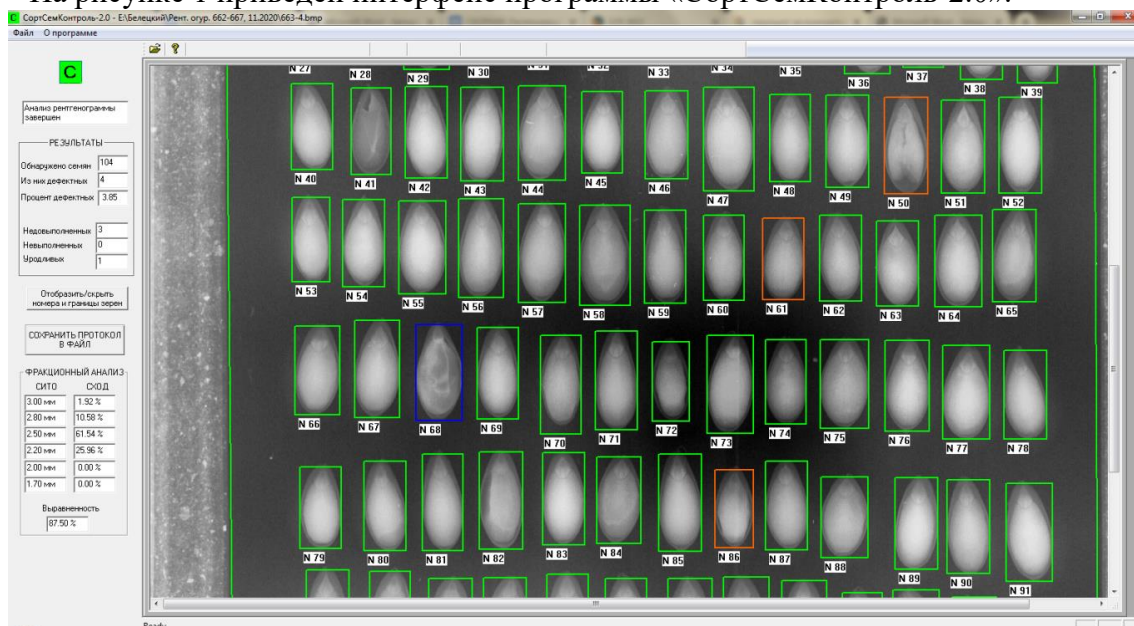 На рисунке 1 приведен интерфейс программы «СортСемКонтроль-2.0».
СортСемКонтроль-2.0 - E:\Белецкий\Рент. огур. 662-667, 11.2020\663-4.bmp
Файл О программе
С
Анализ рентгенограммы
завершен
РЕЗУЛЬТАТЫ
Обнаружено семян 104
Из них дефектных 4
Процент дефектных 3.85
Недовыполненных 3
Невыполненных 0
Уродливых 1
Отобразить/скрыть
номера и границы зерен
СОХРАНИТЬ ПРОТОКОЛ
В ФАЙЛ
ФРАКЦИОННЫЙ АНАЛИЗ
СИТО СХОД
3.00 мм 1.92 %
2.80 мм 10.58 %
2.50 мм 61.54 %
2.20 мм 25.96 %
2.00 мм 0.00 %
1.70 мм 0.00 %
Выравненность
87.50 %
N 27 N 28 N 29 N 30 N 32 N 33 N 34 N 35 N 36 N 37 N 38 N 39
N 40 N 41 N 42 N 43 N 44 N 45 N 46 N 47 N 48 N 49 N 50 N 51 N 52
N 53 N 54 N 55 N 56 N 57 N 58 N 59 N 60 N 61 N 62 N 63 N 64 N 65
N 66 N 67 N 68 N 69 N 70 N 71 N 72 N 73 N 74 N 75 N 76 N 77 N 78
N 79 N 80 N 81 N 82 N 83 N 84 N 85 N 86 N 87 N 88 N 89 N 90 N 91
Ready